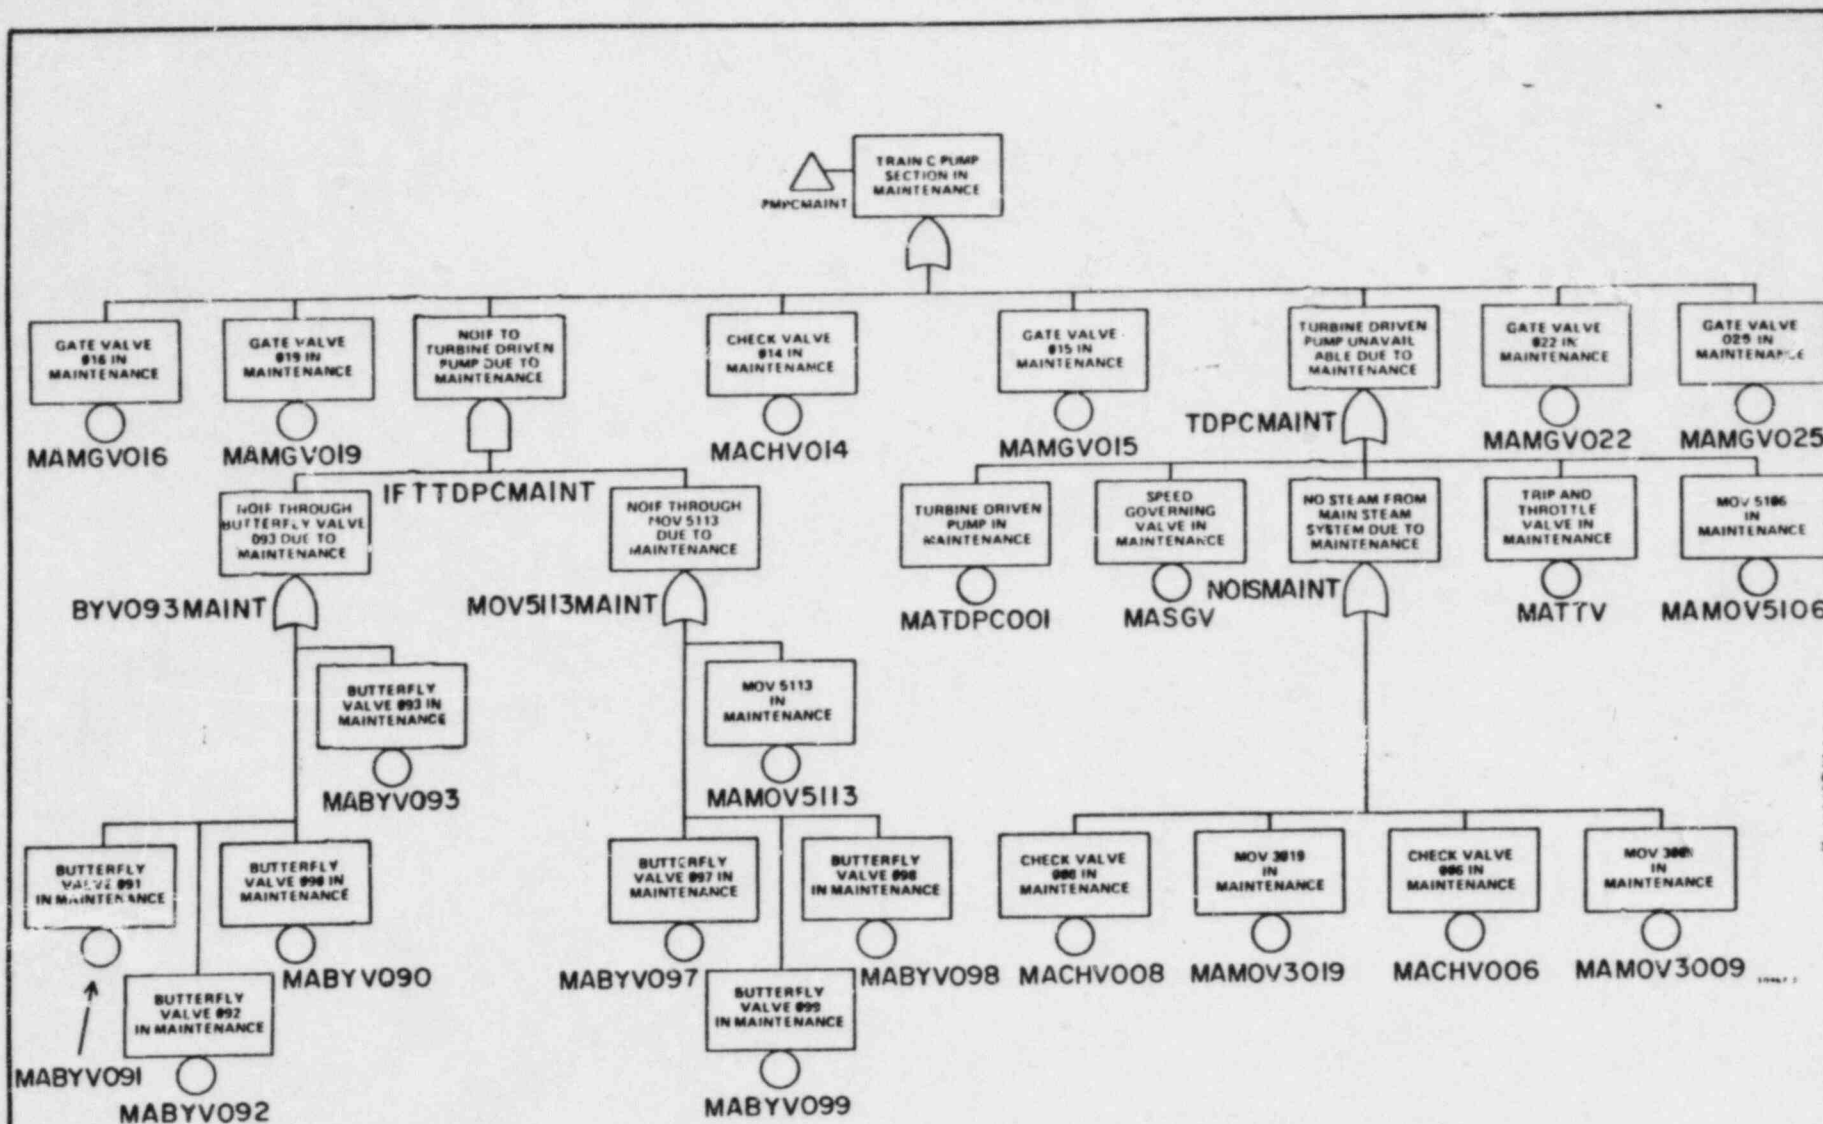 TRAIN C PUMP
SECTION IN
MAINTENANCE
PMPCMAINT
GATE VALVE
016 IN
MAINTENANCE
MAMGV016
GATE VALVE
019 IN
MAINTENANCE
MAMGV019
NOIF TO
TURBINE DRIVEN
PUMP DUE TO
MAINTENANCE
IFTTDPCMAINT
CHECK VALVE
014 IN
MAINTENANCE
MACHV014
GATE VALVE
015 IN
MAINTENANCE
MAMGV015
TURBINE DRIVEN
PUMP UNAVAIL
ABLE DUE TO
MAINTENANCE
TDPCMAINT
GATE VALVE
022 IN
MAINTENANCE
MAMGV022
GATE VALVE
025 IN
MAINTENANCE
MAMGV025
NOIF THROUGH
BUTTERFLY VALVE
093 DUE TO
MAINTENANCE
BYV093MAINT
NOIF THROUGH
MOV 5113
DUE TO
MAINTENANCE
MOV5113MAINT
TURBINE DRIVEN
PUMP IN
MAINTENANCE
MATDPC001
SPEED
GOVERNING
VALVE IN
MAINTENANCE
MASGV
NO STEAM FROM
MAIN STEAM
SYSTEM DUE TO
MAINTENANCE
NOISMAINT
TRIP AND
THROTTLE
VALVE IN
MAINTENANCE
MATTV
MOV 5106
IN
MAINTENANCE
MAMOV5106
BUTTERFLY
VALVE 093 IN
MAINTENANCE
MABYV093
MOV 5113
IN
MAINTENANCE
MAMOV5113
BUTTERFLY
VALVE 091
IN MAINTENANCE
MABYV091
BUTTERFLY
VALVE 092
IN MAINTENANCE
MABYV092
BUTTERFLY
VALVE 090 IN
MAINTENANCE
MABYV090
BUTTERFLY
VALVE 097 IN
MAINTENANCE
MABYV097
BUTTERFLY
VALVE 099
IN MAINTENANCE
MABYV099
BUTTERFLY
VALVE 098
IN MAINTENANCE
MABYV098
CHECK VALVE
008 IN
MAINTENANCE
MACHV008
MOV 3019
IN
MAINTENANCE
MAMOV3019
CHECK VALVE
006 IN
MAINTENANCE
MACHV006
MOV
IN
MAINTENANCE
MAMOV3009